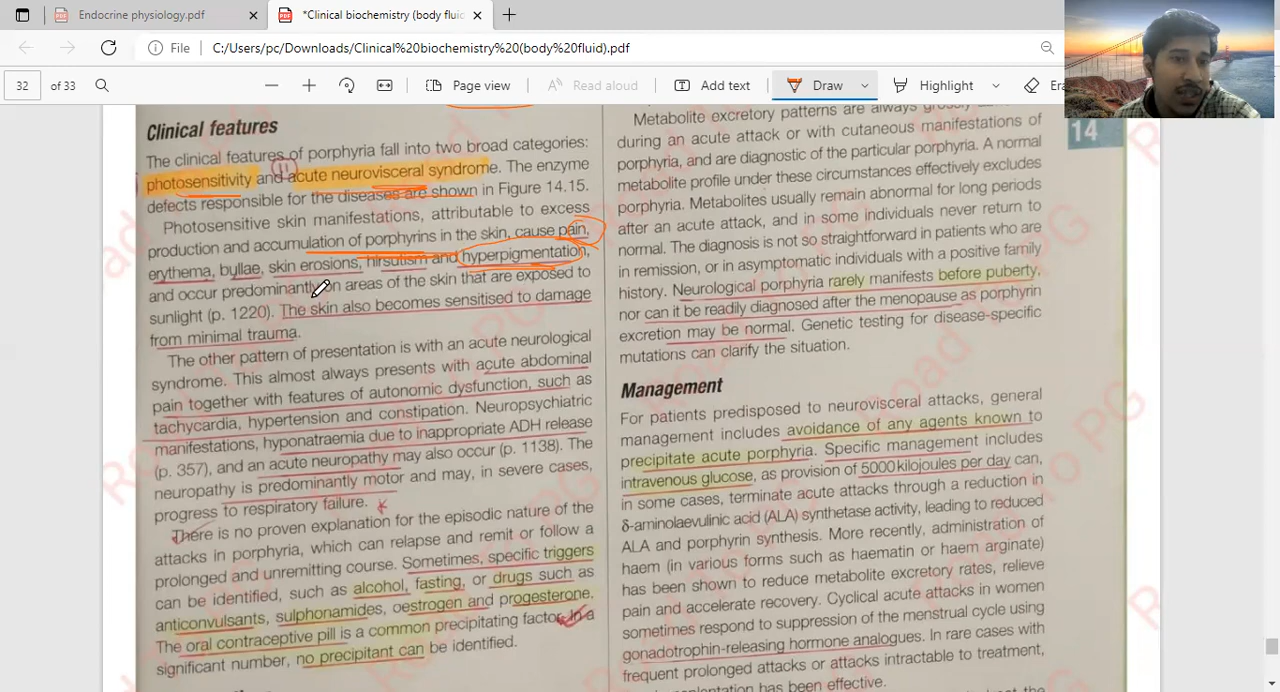 Endocrine physiology.pdf
*Clinical biochemistry (body fluid
File
C:/Users/pc/Downloads/Clinical%20biochemistry%20(body%20fluid).pdf
32
of 33
Page view
Read aloud
Add text
Draw
Highlight
14
Clinical features
The clinical features of porphyria fall into two broad categories:
photosensitivity and acute neurovisceral syndrome. The enzyme
defects responsible for the diseases are shown in Figure 14.15.
Photosensitive skin manifestations, attributable to excess
production and accumulation of porphyrins in the skin, cause pain,
erythema, bullae, skin erosions, hirsutism and hyperpigmentation,
and occur predominantly on areas of the skin that are exposed to
sunlight (p. 1220). The skin also becomes sensitised to damage
from minimal trauma.
The other pattern of presentation is with an acute neurological
syndrome. This almost always presents with acute abdominal
pain together with features of autonomic dysfunction, such as
tachycardia, hypertension and constipation. Neuropsychiatric
manifestations, hyponatraemia due to inappropriate ADH release
(p. 357), and an acute neuropathy may also occur (p. 1138). The
neuropathy is predominantly motor and may, in severe cases,
progress to respiratory failure.
There is no proven explanation for the episodic nature of the
attacks in porphyria, which can relapse and remit or follow a
prolonged and unremitting course. Sometimes, specific triggers
can be identified, such as alcohol, fasting, or drugs such as
anticonvulsants, sulphonamides, oestrogen and progesterone.
The oral contraceptive pill is a common precipitating factor. In a
significant number, no precipitant can be identified.
Metabolite excretory patterns are always grossly
during an acute attack or with cutaneous manifestations of
porphyria, and are diagnostic of the particular porphyria. A normal
metabolite profile under these circumstances effectively excludes
porphyria. Metabolites usually remain abnormal for long periods
after an acute attack, and in some individuals never return to
normal. The diagnosis is not so straightforward in patients who are
in remission, or in asymptomatic individuals with a positive family
history. Neurological porphyria rarely manifests before puberty,
nor can it be readily diagnosed after the menopause as porphyrin
excretion may be normal. Genetic testing for disease-specific
mutations can clarify the situation.
Management
For patients predisposed to neurovisceral attacks, general
management includes avoidance of any agents known to
precipitate acute porphyria. Specific management includes
intravenous glucose, as provision of 5000 kilojoules per day can,
in some cases, terminate acute attacks through a reduction in
δ-aminolaevulinic acid (ALA) synthetase activity, leading to reduced
ALA and porphyrin synthesis. More recently, administration of
haem (in various forms such as haematin or haem arginate)
has been shown to reduce metabolite excretory rates, relieve
pain and accelerate recovery. Cyclical acute attacks in women
sometimes respond to suppression of the menstrual cycle using
gonadotrophin-releasing hormone analogues. In rare cases with
frequent prolonged attacks or attacks intractable to treatment,
has been effective.